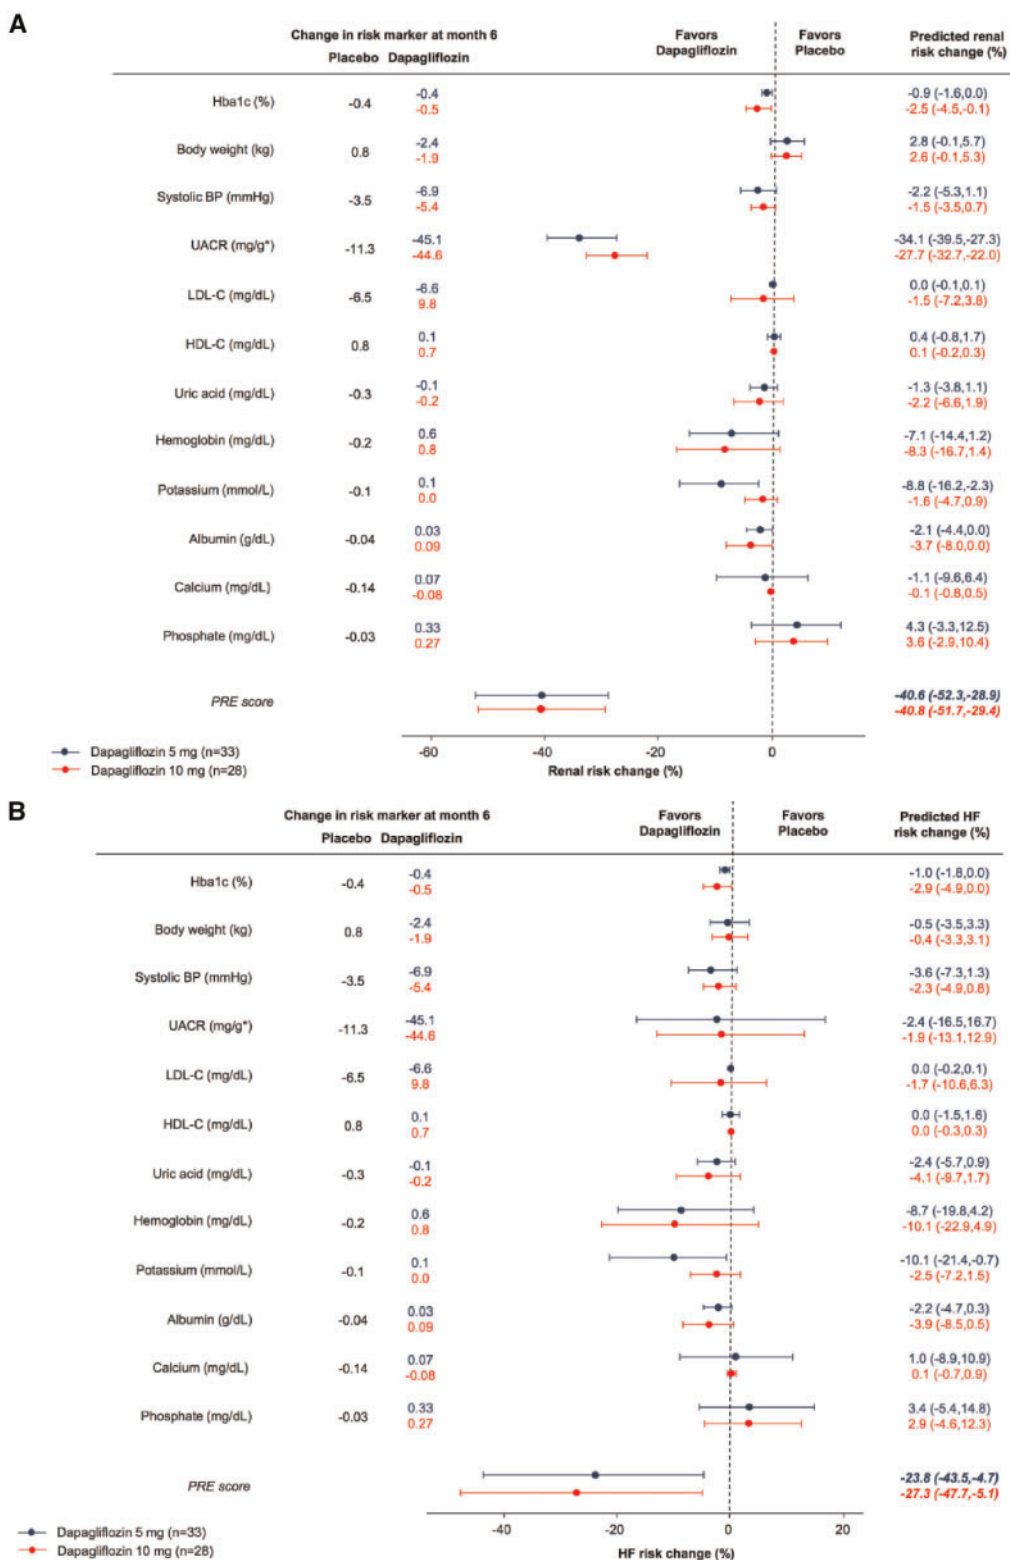 A
Change in risk marker at month 6
Favors Favors Predicted renal
Placebo Dapagliflozin Dapagliflozin Placebo risk change (%)
Hba1c (%) -0.4 -0.4 -0.9 (-1.6,0.0)
-0.5 -2.5 (-4.5,-0.1)
Body weight (kg) 0.8 -2.4 2.8 (-0.1,5.7)
-1.9 2.6 (-0.1,5.3)
Systolic BP (mmHg) -3.5 -6.9 -2.2 (-5.3,1.1)
-5.4 -1.5 (-3.5,0.7)
UACR (mg/g*) -11.3 -45.1 -34.1 (-39.5,-27.3)
-44.6 -27.7 (-32.7,-22.0)
LDL-C (mg/dL) -6.5 -6.6 0.0 (-0.1,0.1)
9.8 -1.5 (-7.2,3.8)
HDL-C (mg/dL) 0.8 0.1 0.4 (-0.8,1.7)
0.7 0.1 (-0.2,0.3)
Uric acid (mg/dL) -0.3 -0.1 -1.3 (-3.8,1.1)
-0.2 -2.2 (-6.6,1.9)
Hemoglobin (mg/dL) -0.2 0.6 -7.1 (-14.4,1.2)
0.8 -8.3 (-16.7,1.4)
Potassium (mmol/L) -0.1 0.1 -8.8 (-16.2,-2.3)
0.0 -1.6 (-4.7,0.9)
Albumin (g/dL) -0.04 0.03 -2.1 (-4.4,0.0)
0.09 -3.7 (-8.0,0.0)
Calcium (mg/dL) -0.14 0.07 -1.1 (-9.6,6.4)
-0.08 -0.1 (-0.8,0.5)
Phosphate (mg/dL) -0.03 0.33 4.3 (-3.3,12.5)
0.27 3.6 (-2.9,10.4)
PRE score -40.6 (-52.3,-28.9)
-40.8 (-51.7,-29.4)
Dapagliflozin 5 mg (n=33)
-60 -40 -20 0
Dapagliflozin 10 mg (n=28)
Renal risk change (%)
B
Change in risk marker at month 6
Favors Favors Predicted HF
Placebo Dapagliflozin Dapagliflozin Placebo risk change (%)
Hba1c (%) -0.4 -0.4 -1.0 (-1.8,0.0)
-0.5 -2.9 (-4.9,0.0)
Body weight (kg) 0.8 -2.4 -0.5 (-3.5,3.3)
-1.9 -0.4 (-3.3,3.1)
Systolic BP (mmHg) -3.5 -6.9 -3.6 (-7.3,1.3)
-5.4 -2.3 (-4.9,0.8)
UACR (mg/g*) -11.3 -45.1 -2.4 (-16.5,16.7)
-44.6 -1.9 (-13.1,12.9)
LDL-C (mg/dL) -6.5 -6.6 0.0 (-0.2,0.1)
9.8 -1.7 (-10.6,6.3)
HDL-C (mg/dL) 0.8 0.1 0.0 (-1.5,1.6)
0.7 0.0 (-0.3,0.3)
Uric acid (mg/dL) -0.3 -0.1 -2.4 (-5.7,0.9)
-0.2 -4.1 (-9.7,1.7)
Hemoglobin (mg/dL) -0.2 0.6 -8.7 (-19.8,4.2)
0.8 -10.1 (-22.9,4.9)
Potassium (mmol/L) -0.1 0.1 -10.1 (-21.4,-0.7)
0.0 -2.5 (-7.2,1.5)
Albumin (g/dL) -0.04 0.03 -2.2 (-4.7,0.3)
0.09 -3.9 (-8.5,0.5)
Calcium (mg/dL) -0.14 0.07 1.0 (-8.9,10.9)
-0.08 0.1 (-0.7,0.9)
Phosphate (mg/dL) -0.03 0.33 3.4 (-5.4,14.8)
0.27 2.9 (-4.6,12.3)
PRE score -23.8 (-43.5,-4.7)
-27.3 (-47.7,-5.1)
-40 -20 0 20
Dapagliflozin 5 mg (n=33)
Dapagliflozin 10 mg (n=28)
HF risk change (%)